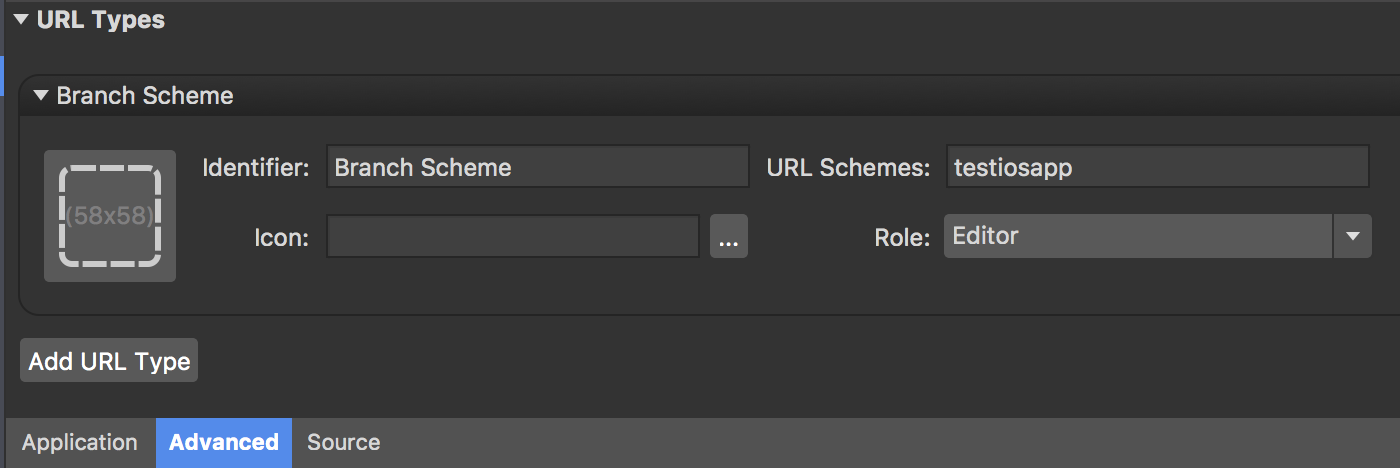 URL Types
Branch Scheme
(58x58)
Identifier: Branch Scheme URL Schemes: testiosapp
Icon: ... Role: Editor
Add URL Type
Application Advanced Source